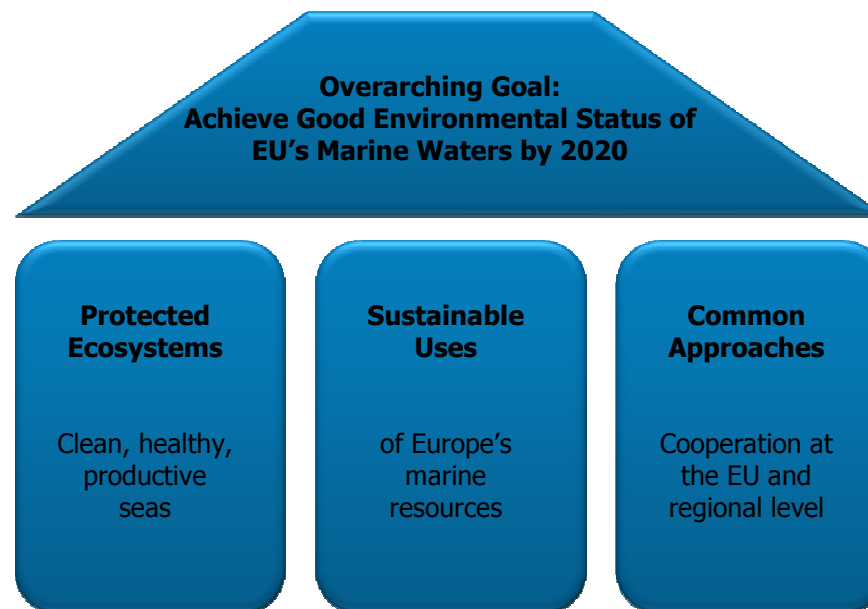 Overarching Goal:
Achieve Good Environmental Status of
EU’s Marine Waters by 2020
Protected
Ecosystems
Clean, healthy,
productive
seas
Sustainable
Uses
of Europe’s
marine
resources
Common
Approaches
Cooperation at
the EU and
regional level